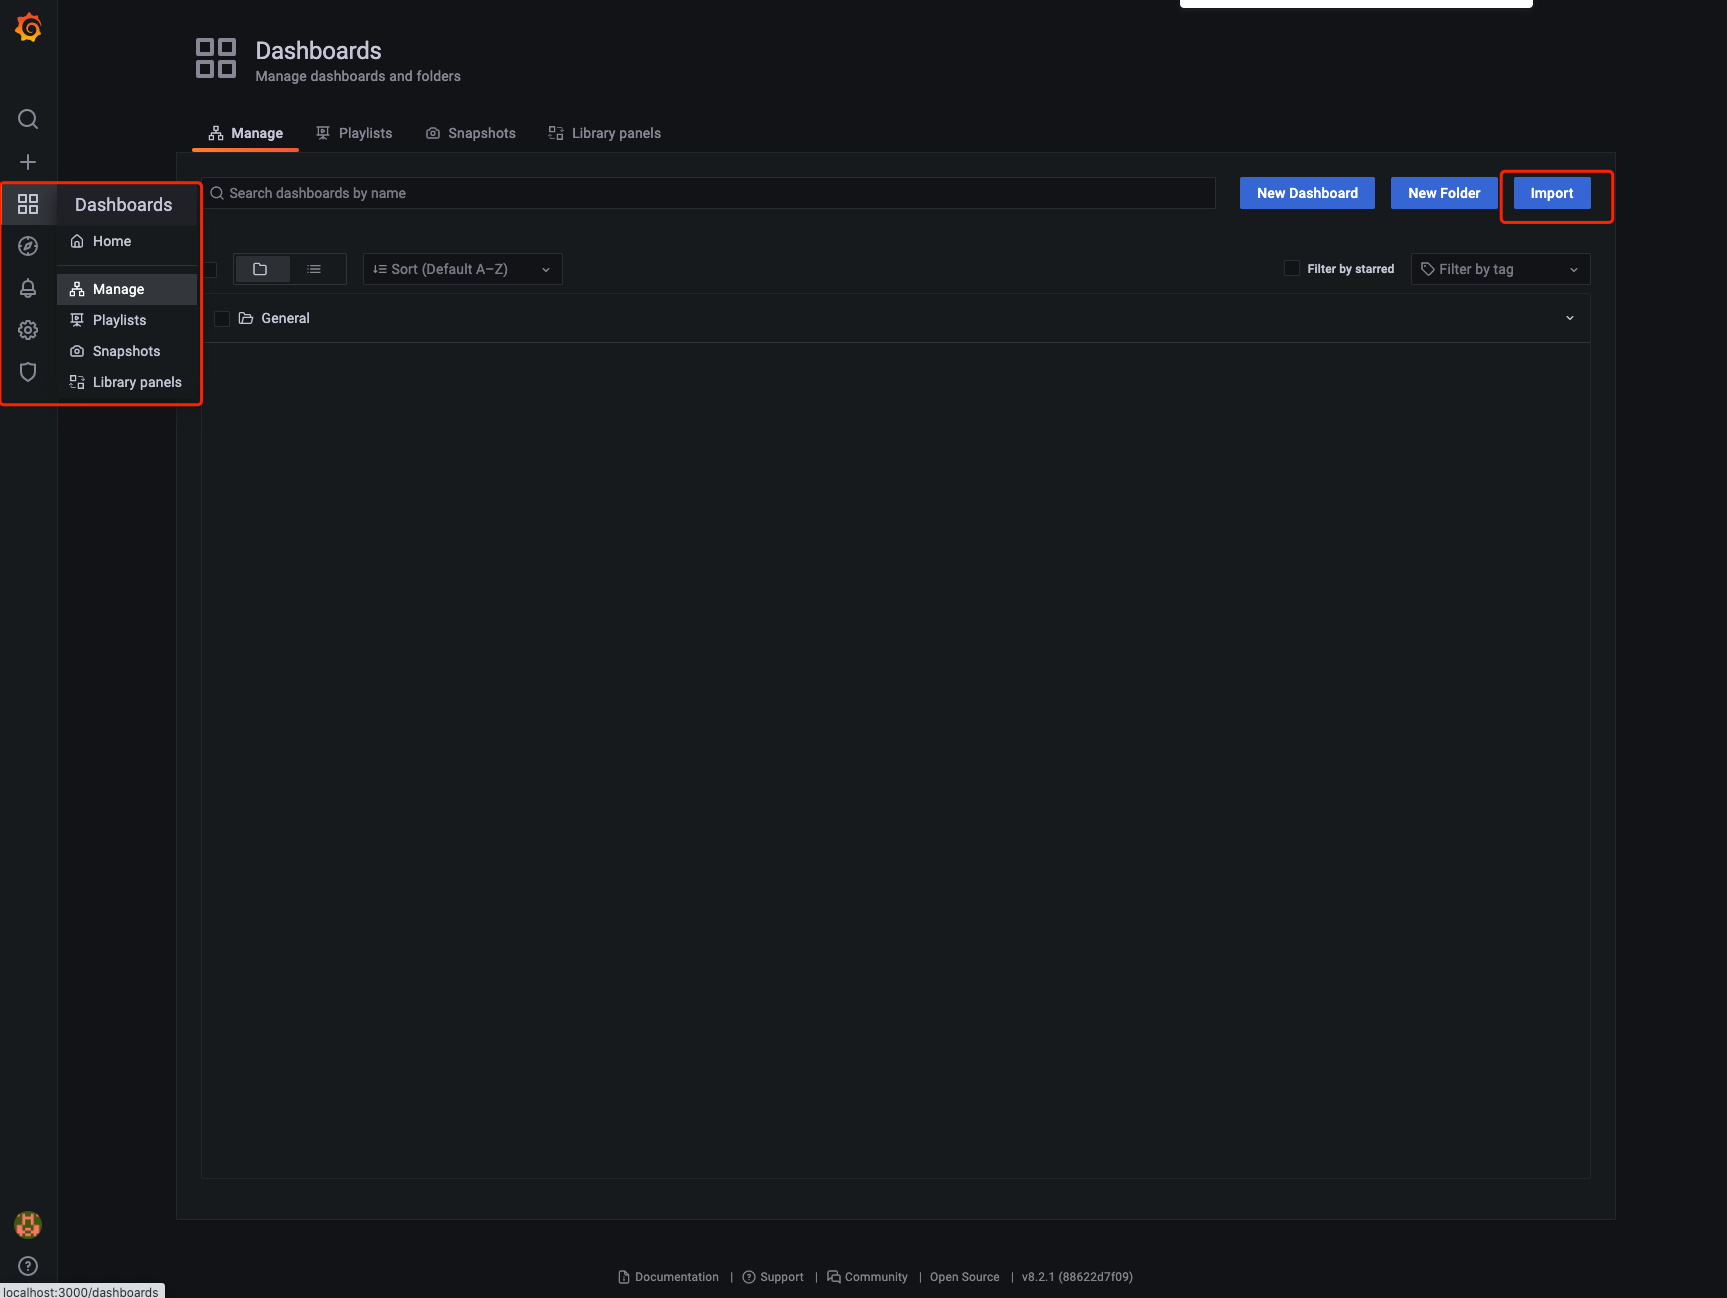 Dashboards
Manage dashboards and folders
Manage Playlists Snapshots Library panels
Search dashboards by name New Dashboard New Folder Import
Dashboards
Home
Manage
Playlists
Snapshots
Library panels
Sort (Default A–Z) Filter by starred Filter by tag
General
Documentation | Support | Community | Open Source | v8.2.1 (88622d7f09)
localhost:3000/dashboards